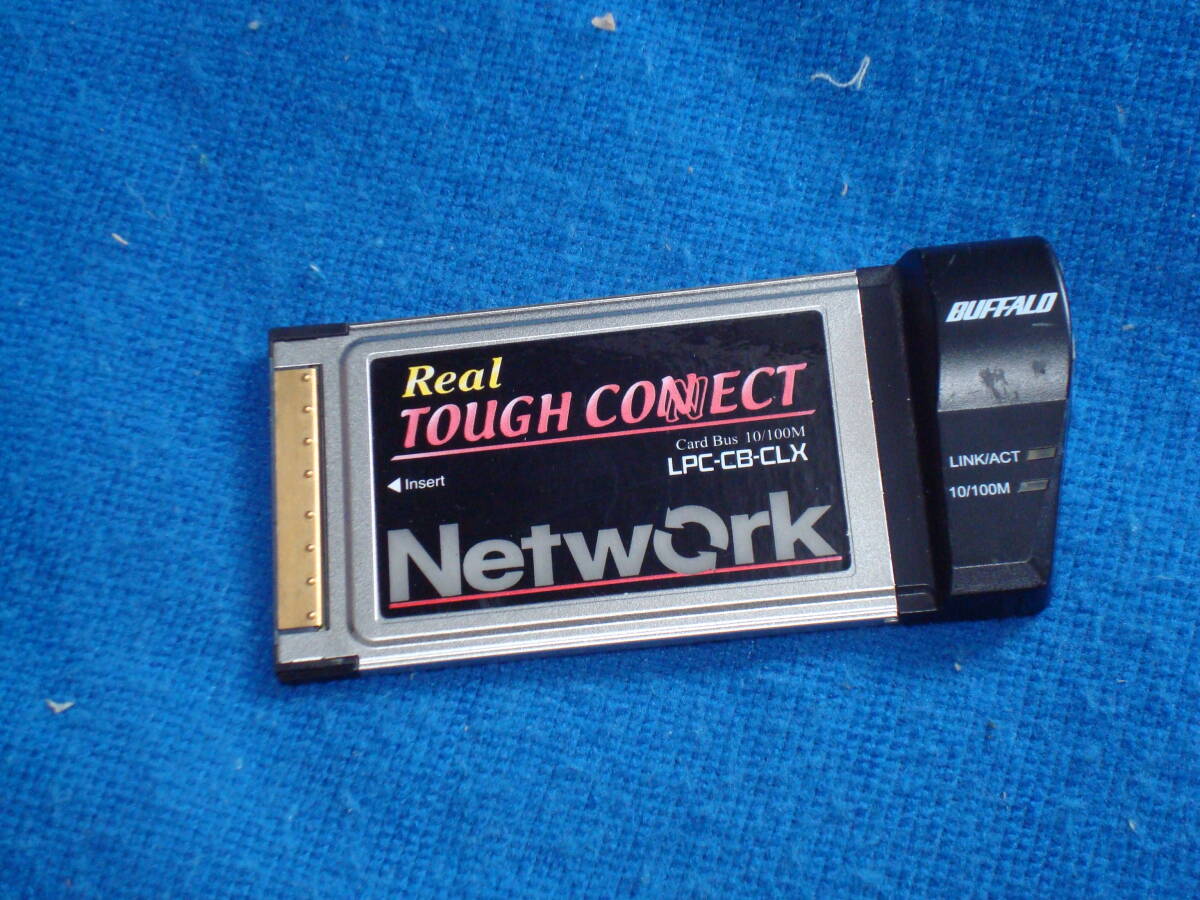 Real
TOUGH CONNECT
Card Bus 10/100M
LPC-CB-CLX
◀ Insert
Network
BUFFALO
LINK/ACT
10/100M